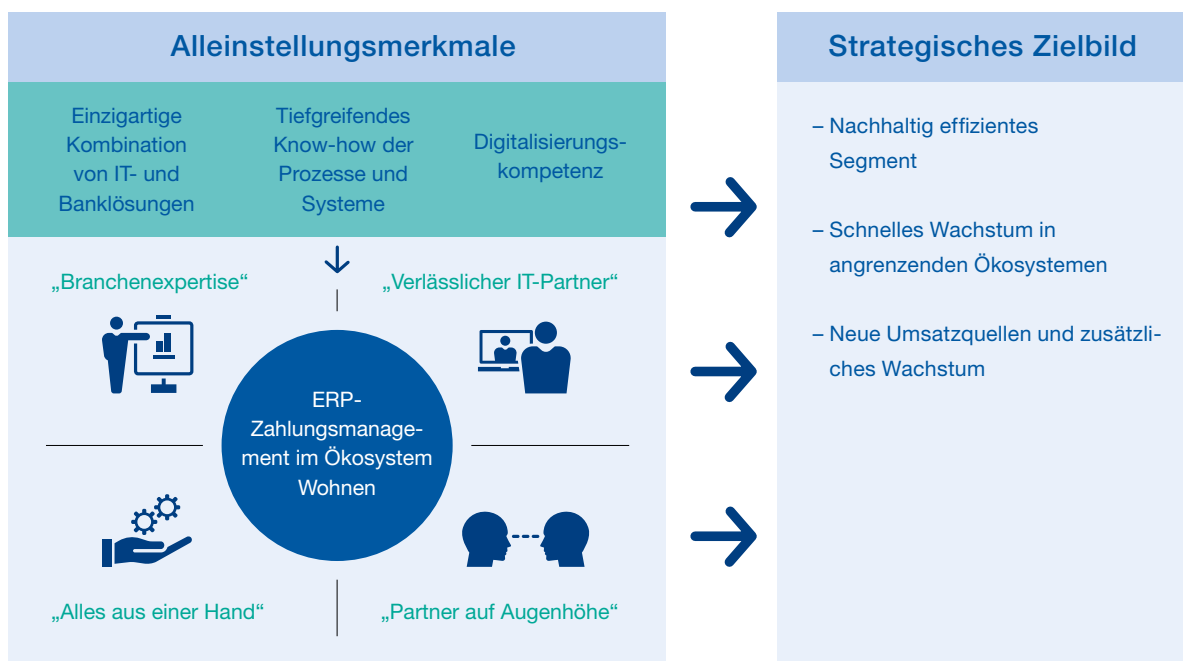 Alleinstellungsmerkmale
Einzigartige
Kombination
von IT- und
Banklösungen
Tiefgreifendes
Know-how der
Prozesse und
Systeme
Digitalisierungs-
kompetenz
„Branchenexpertise“
„Verlässlicher IT-Partner“
ERP-
Zahlungsmanage-
ment im Ökosystem
Wohnen
„Alles aus einer Hand“
„Partner auf Augenhöhe“
Strategisches Zielbild
– Nachhaltig effizientes
Segment
– Schnelles Wachstum in
angrenzenden Ökosystemen
– Neue Umsatzquellen und zusätzli-
ches Wachstum